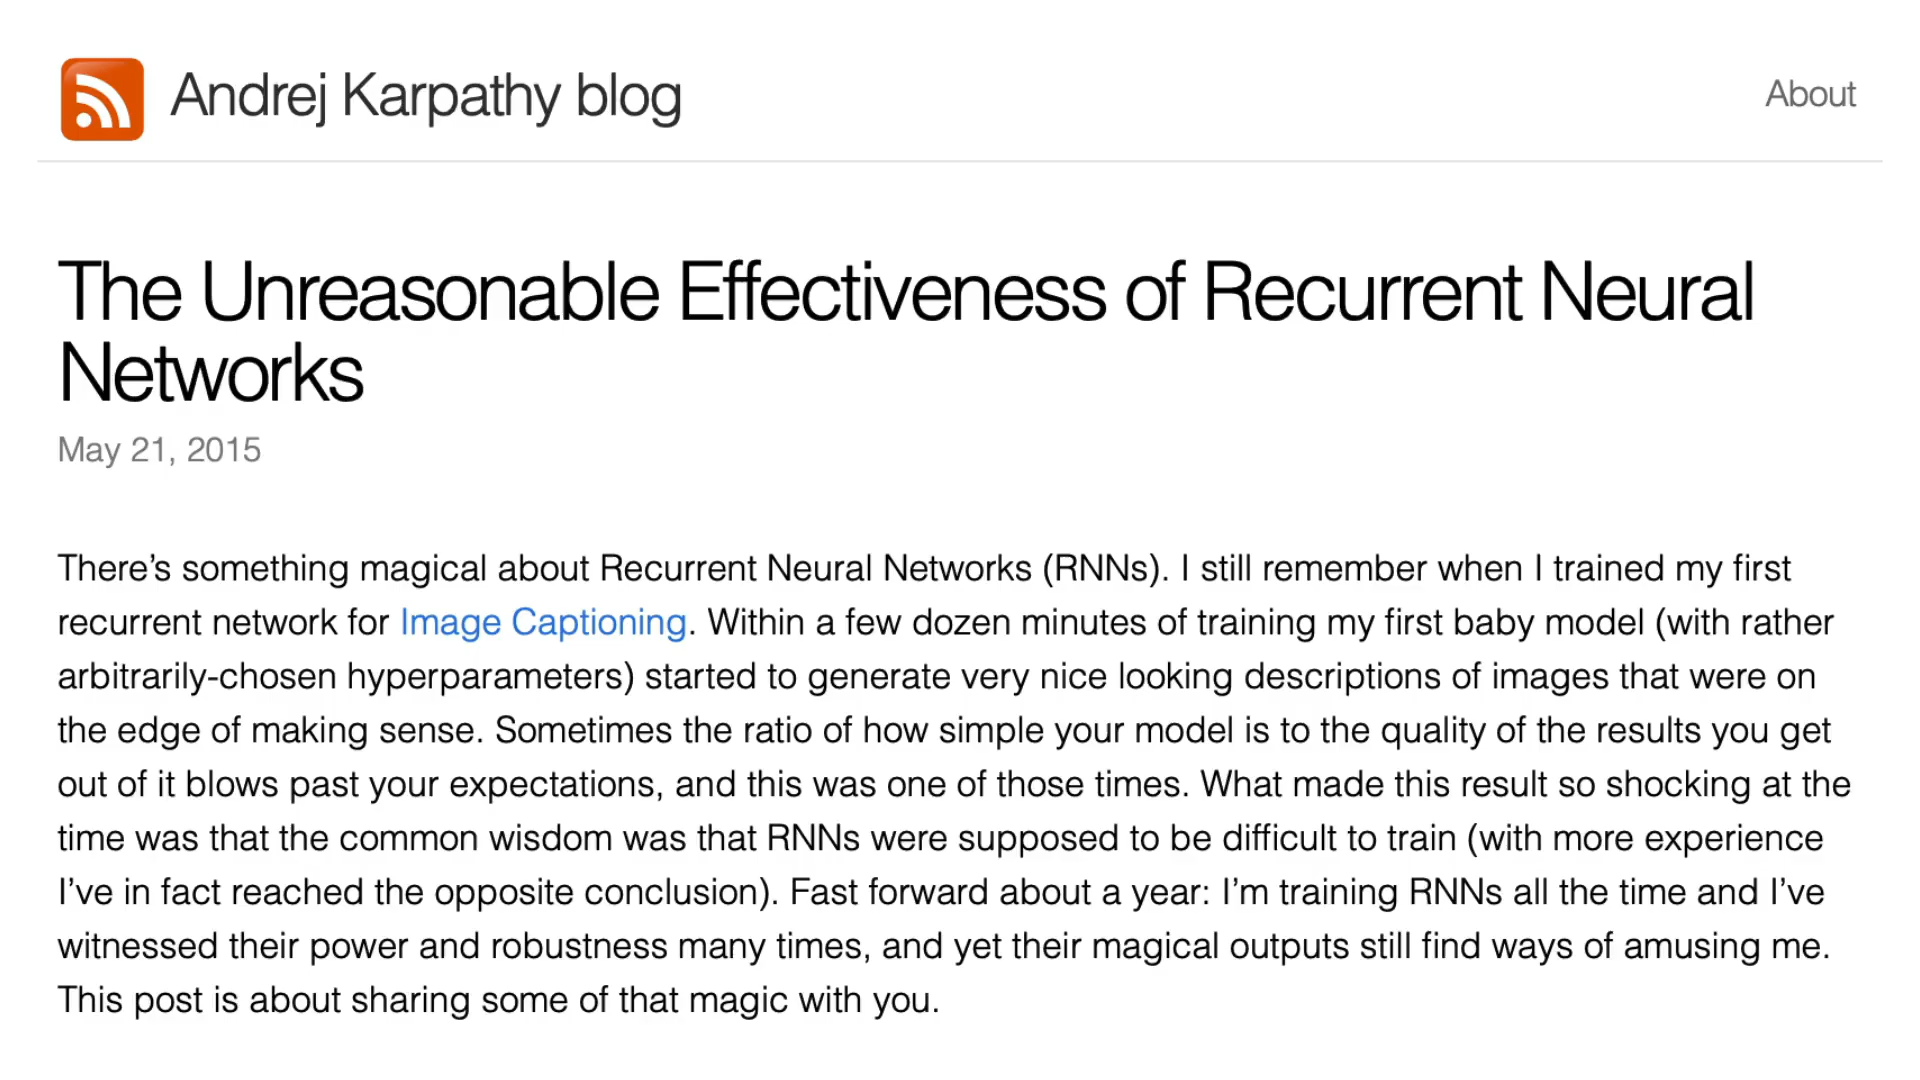 Andrej Karpathy blog
About
The Unreasonable Effectiveness of Recurrent Neural
Networks
May 21, 2015
There’s something magical about Recurrent Neural Networks (RNNs). I still remember when I trained my first
recurrent network for Image Captioning. Within a few dozen minutes of training my first baby model (with rather
arbitrarily-chosen hyperparameters) started to generate very nice looking descriptions of images that were on
the edge of making sense. Sometimes the ratio of how simple your model is to the quality of the results you get
out of it blows past your expectations, and this was one of those times. What made this result so shocking at the
time was that the common wisdom was that RNNs were supposed to be difficult to train (with more experience
I’ve in fact reached the opposite conclusion). Fast forward about a year: I’m training RNNs all the time and I’ve
witnessed their power and robustness many times, and yet their magical outputs still find ways of amusing me.
This post is about sharing some of that magic with you.